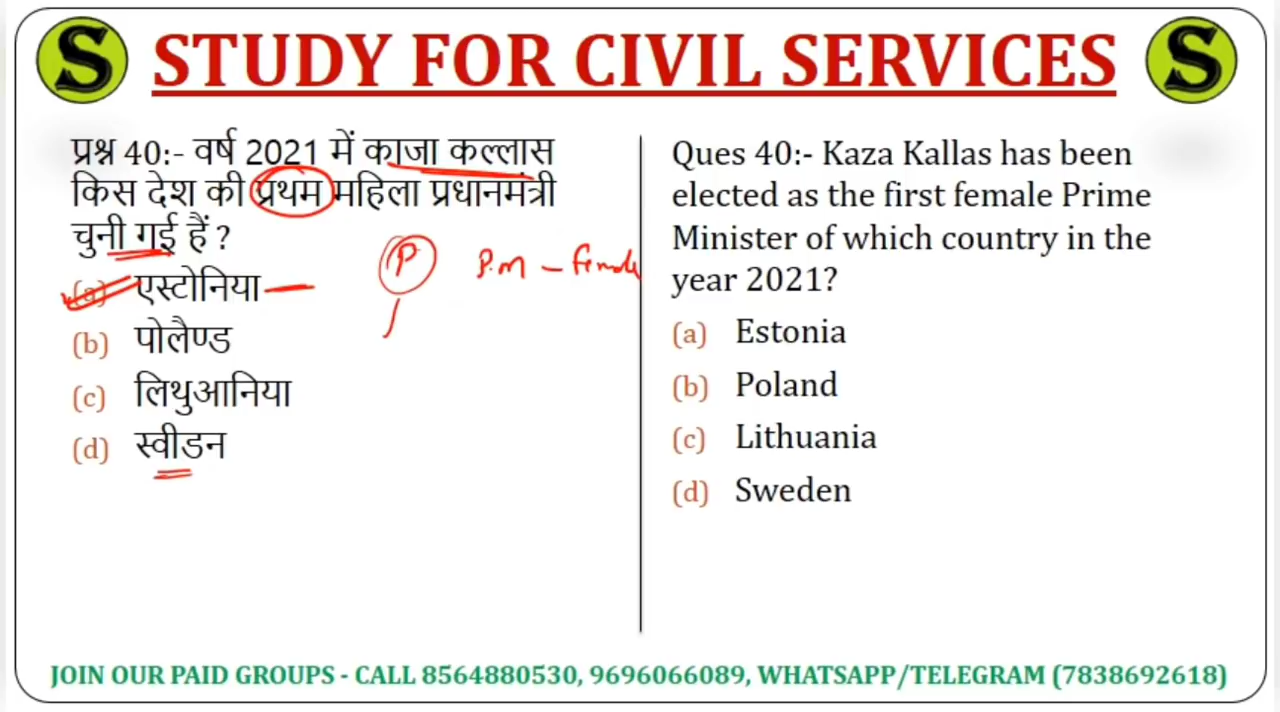 S STUDY FOR CIVIL SERVICES S
प्रश्न 40:- वर्ष 2021 में काजा कल्लास
किस देश की प्रथम महिला प्रधानमंत्री
चुनी गई हैं ?
(a) एस्टोनिया
(b) पोलैण्ड
(c) लिथुआनिया
(d) स्वीडन
P P.M - female
Ques 40:- Kaza Kallas has been
elected as the first female Prime
Minister of which country in the
year 2021?
(a) Estonia
(b) Poland
(c) Lithuania
(d) Sweden
JOIN OUR PAID GROUPS - CALL 8564880530, 9696066089, WHATSAPP/TELEGRAM (7838692618)